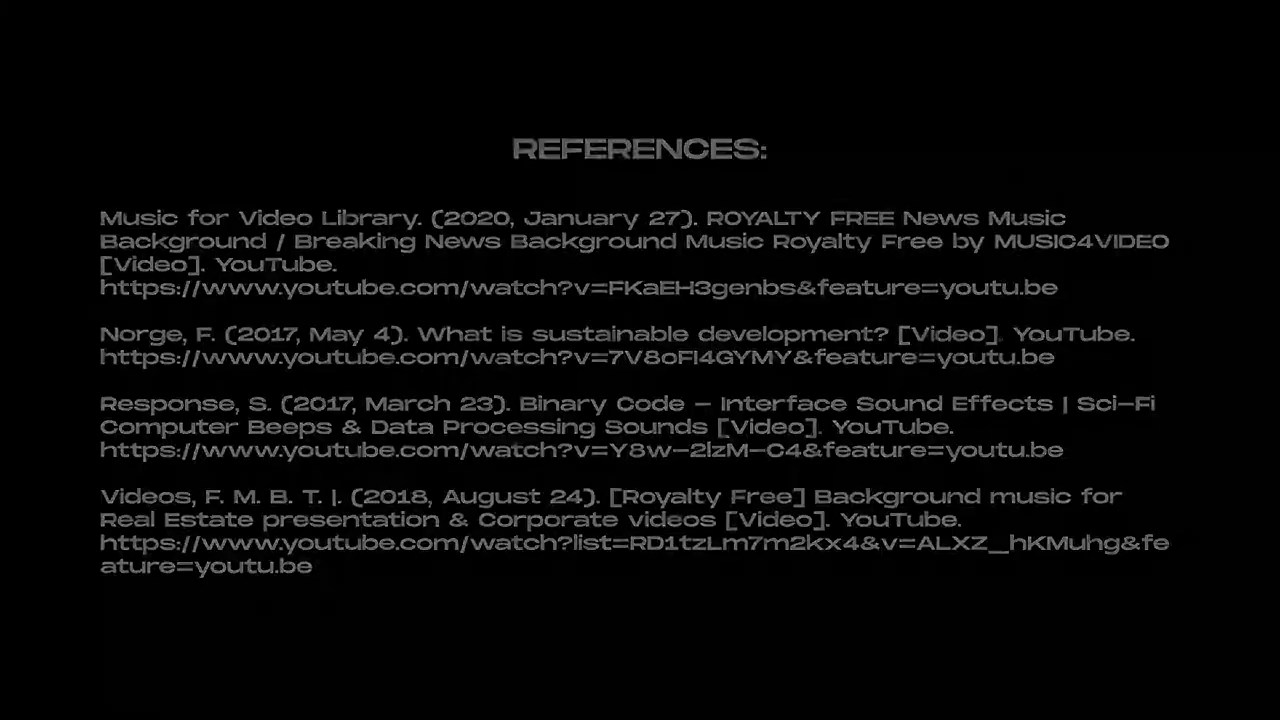 REFERENCES:
Music for Video Library. (2020, January 27). ROYALTY FREE News Music
Background / Breaking News Background Music Royalty Free by MUSIC4VIDEO
[Video]. YouTube.
https://www.youtube.com/watch?v=FKaEH3genbs&feature=youtu.be
Norge, F. (2017, May 4). What is sustainable development? [Video]. YouTube.
https://www.youtube.com/watch?v=7V8oFI4GYMY&feature=youtu.be
Response, S. (2017, March 23). Binary Code – Interface Sound Effects | Sci-Fi
Computer Beeps & Data Processing Sounds [Video]. YouTube.
https://www.youtube.com/watch?v=Y8w-2lzM-C4&feature=youtu.be
Videos, F. M. B. T. |. (2018, August 24). [Royalty Free] Background music for
Real Estate presentation & Corporate videos [Video]. YouTube.
https://www.youtube.com/watch?list=RD1tzLm7m2kx4&v=ALXZ_hKMuhg&fe
ature=youtu.be